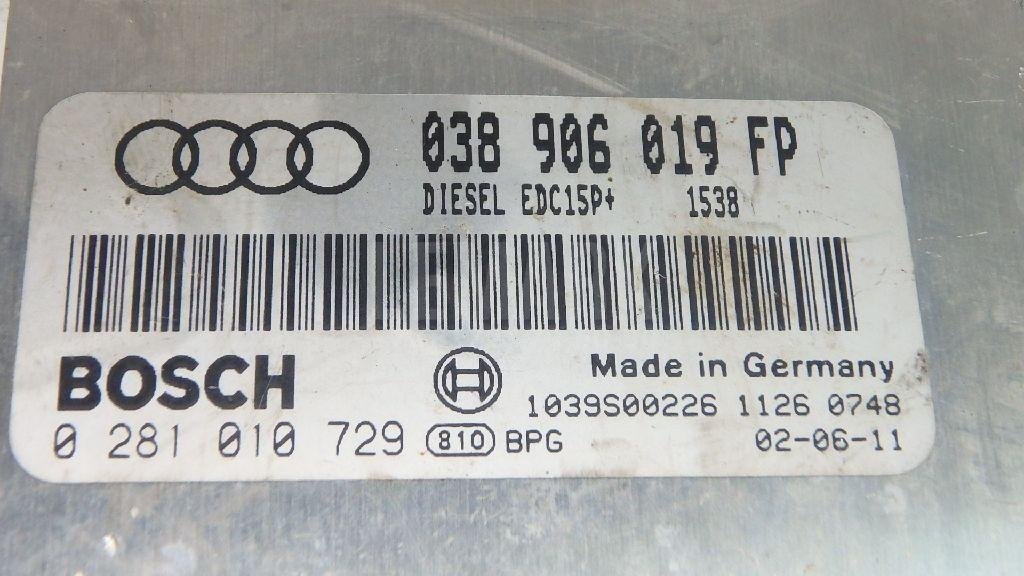 038 906 019 FP
DIESEL EDC15P+ 1538
BOSCH
Made in Germany
1039S00226 1126 0748
0 281 010 729 810 BPG
02-06-11